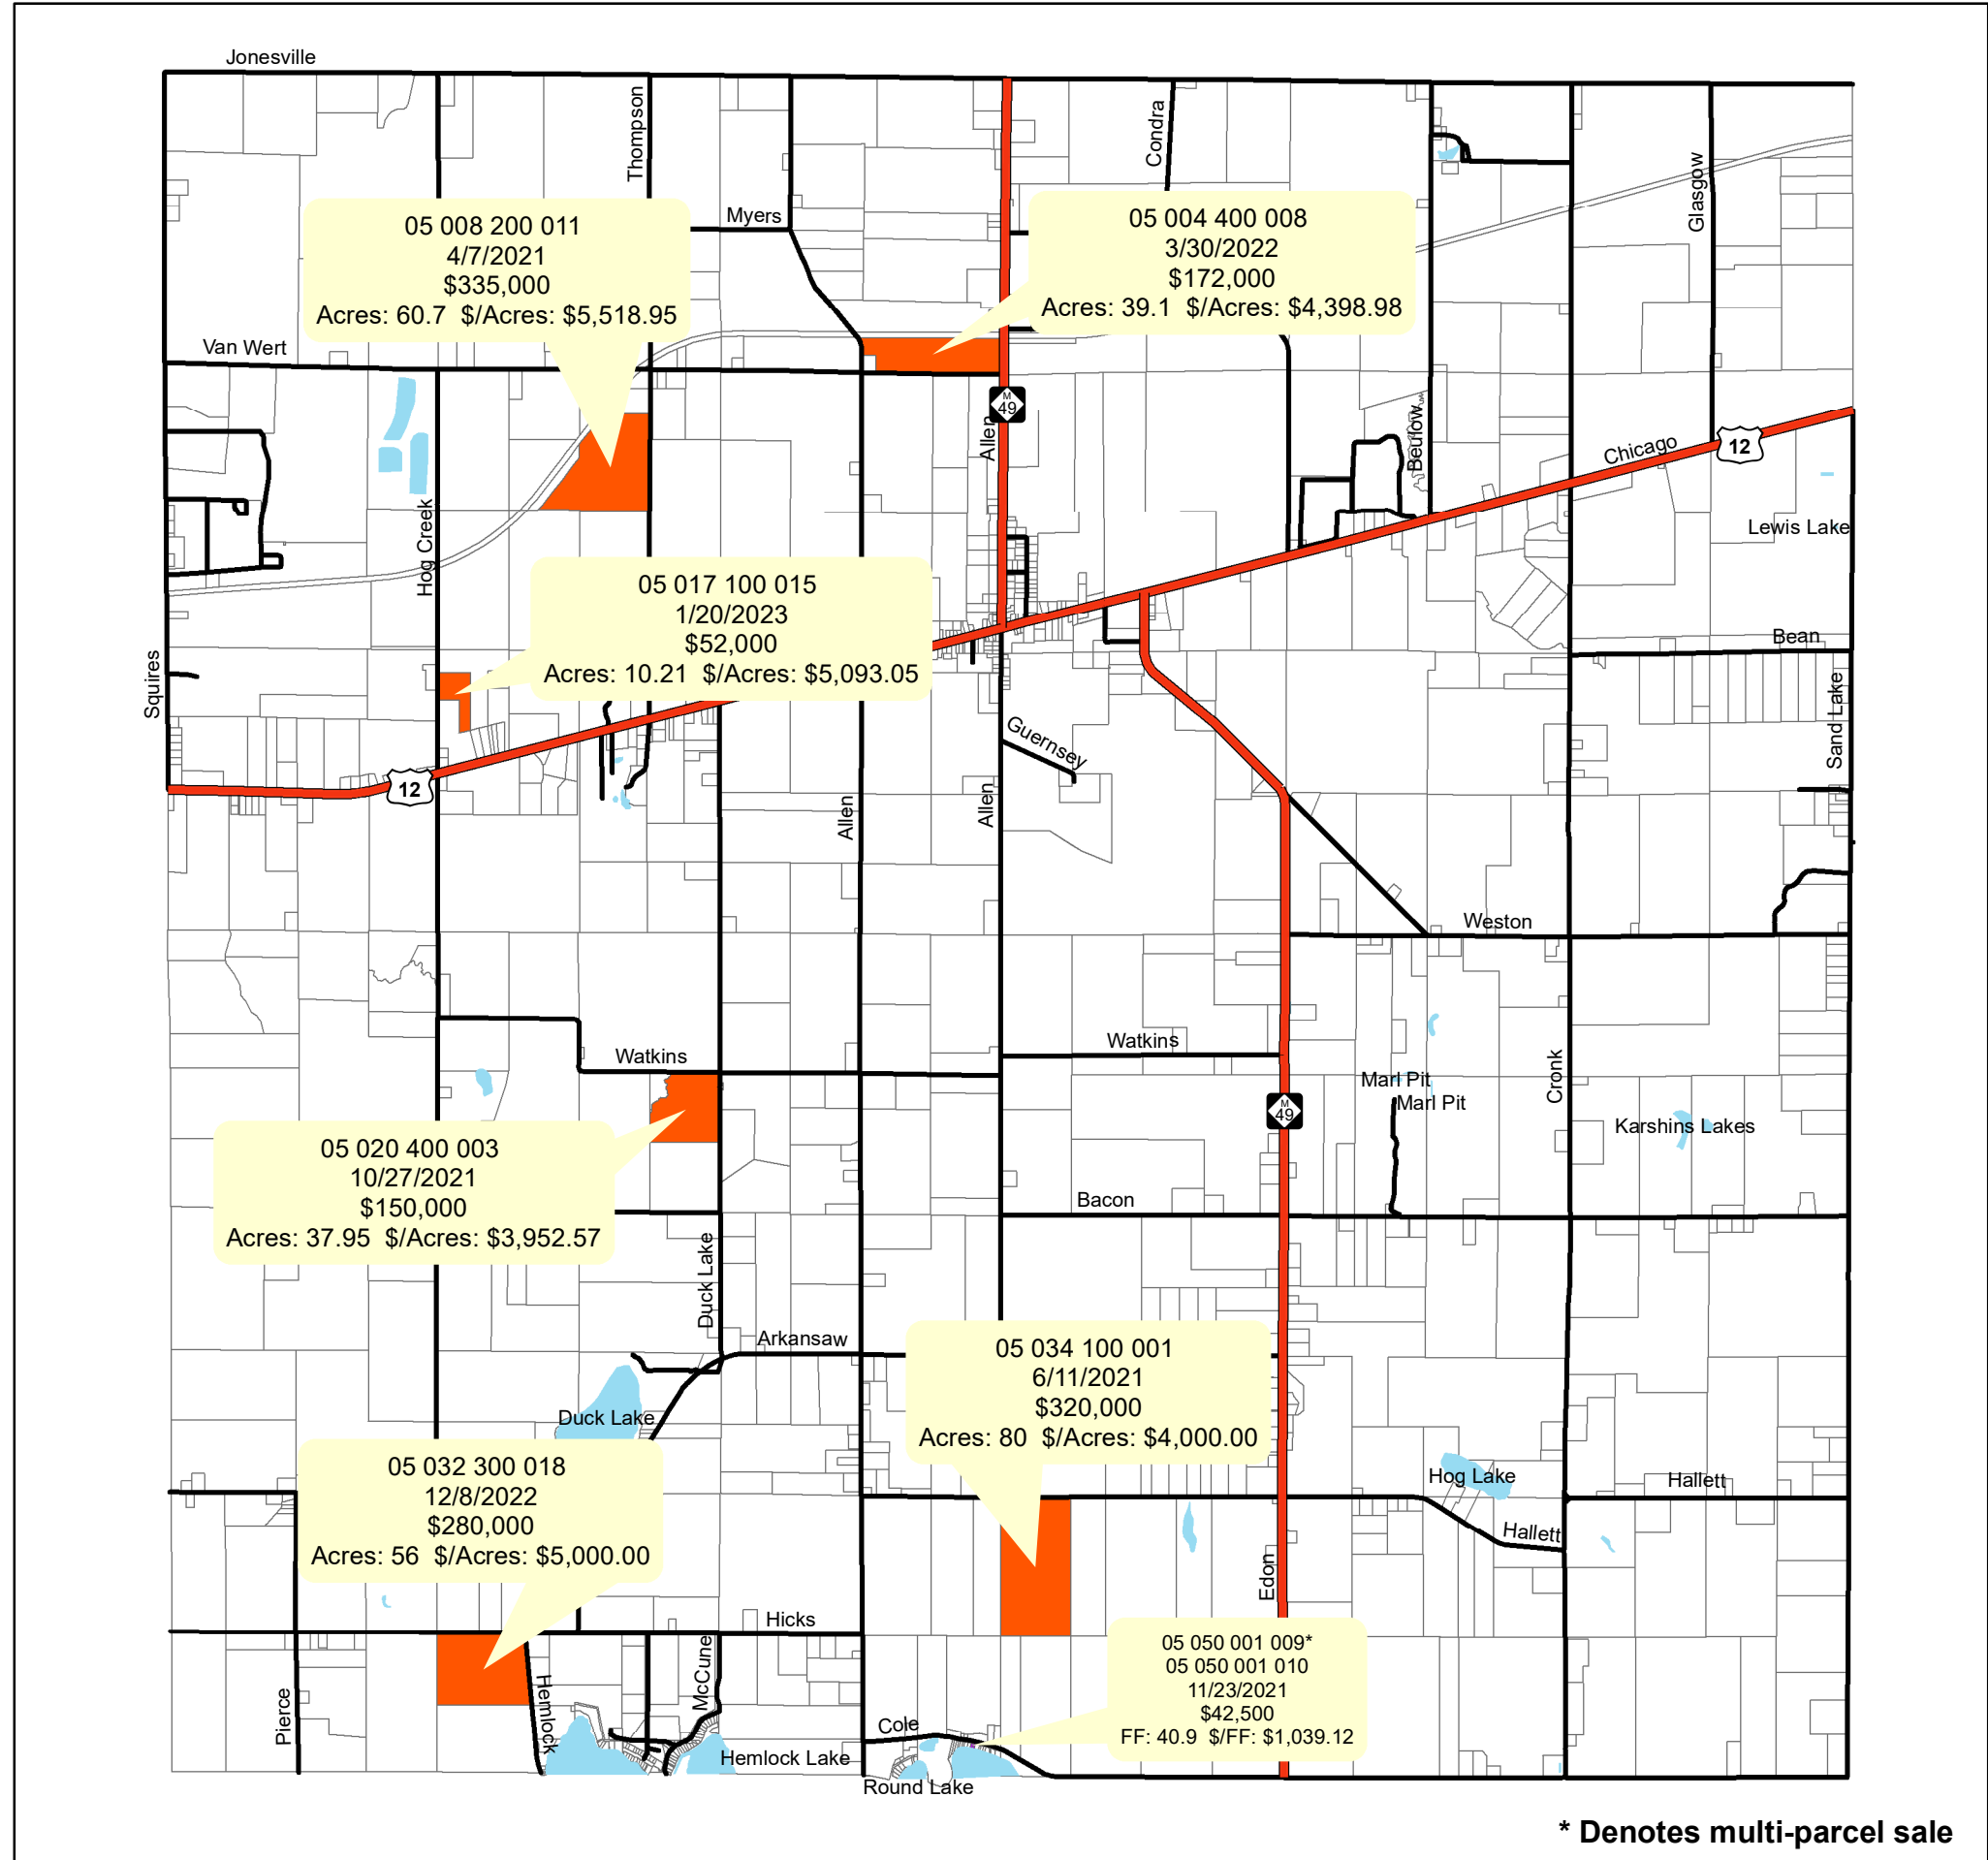 Jonesville
Thompson
Condra
Glasgow
Myers
05 008 200 011
4/7/2021
$335,000
Acres: 60.7  $/Acres: $5,518.95
05 004 400 008
3/30/2022
$172,000
Acres: 39.1  $/Acres: $4,398.98
Van Wert
M
49
Allen
Beulow
Chicago
12
Hog Creek
Lewis Lake
05 017 100 015
1/20/2023
$52,000
Acres: 10.21  $/Acres: $5,093.05
Bean
Squires
Sand Lake
Guernsey
12
Allen
Allen
Weston
Watkins
Watkins
Cronk
Marl Pit
Marl Pit
M
49
Karshins Lakes
05 020 400 003
10/27/2021
$150,000
Acres: 37.95  $/Acres: $3,952.57
Bacon
Duck Lake
Arkansaw
05 034 100 001
6/11/2021
$320,000
Acres: 80  $/Acres: $4,000.00
Duck Lake
05 032 300 018
12/8/2022
$280,000
Acres: 56  $/Acres: $5,000.00
Hog Lake
Hallett
Hallett
Edon
Hicks
05 050 001 009*
05 050 001 010
11/23/2021
$42,500
FF: 40.9  $/FF: $1,039.12
Pierce
Hemlock
McCune
Cole
Hemlock Lake
Round Lake
* Denotes multi-parcel sale